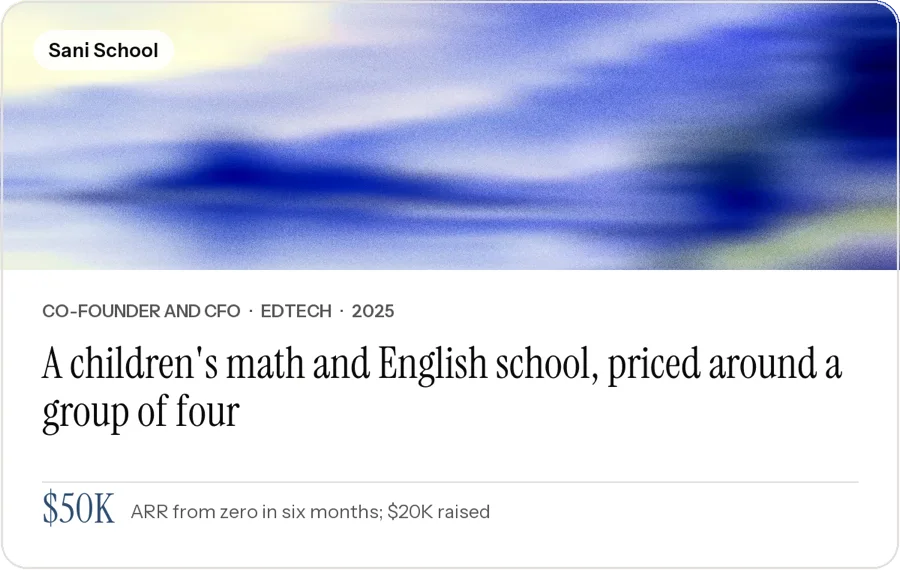 Sani School
CO-FOUNDER AND CFO · EDTECH · 2025
A children's math and English school, priced around a
group of four
$50K ARR from zero in six months; $20K raised